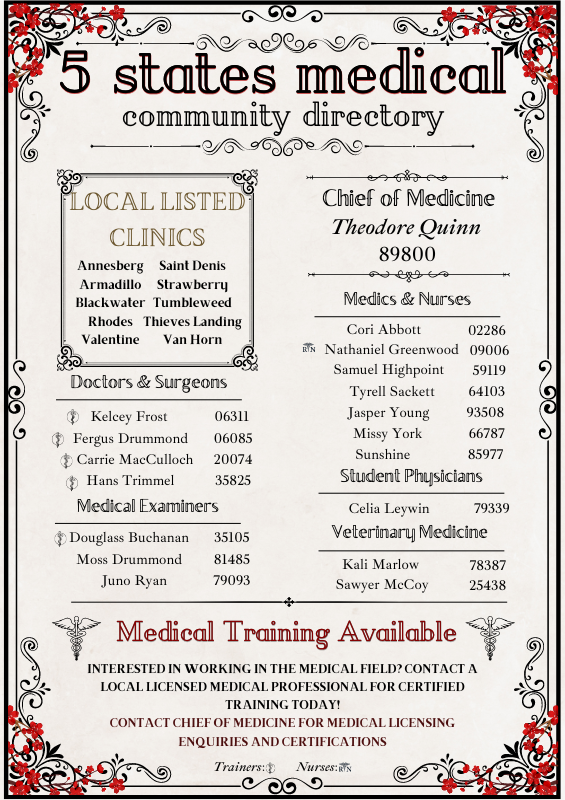 5 states medical
community directory
LOCAL LISTED
CLINICS
Annesberg Saint Denis
Armadillo Strawberry
Blackwater Tumbleweed
Rhodes Thieves Landing
Valentine Van Horn
Doctors & Surgeons
Kelcey Frost 06311
Fergus Drummond 06085
Carrie MacCulloch 20074
Hans Trimmel 35825
Medical Examiners
Douglass Buchanan 35105
Moss Drummond 81485
Juno Ryan 79093
Chief of Medicine
Theodore Quinn
89800
Medics & Nurses
Cori Abbott 02286
RN Nathaniel Greenwood 09006
Samuel Highpoint 59119
Tyrell Sackett 64103
Jasper Young 93508
Missy York 66787
Sunshine 85977
Student Physicians
Celia Leywin 79339
Veterinary Medicine
Kali Marlow 78387
Sawyer McCoy 25438
Medical Training Available
INTERESTED IN WORKING IN THE MEDICAL FIELD? CONTACT A
LOCAL LICENSED MEDICAL PROFESSIONAL FOR CERTIFIED
TRAINING TODAY!
CONTACT CHIEF OF MEDICINE FOR MEDICAL LICENSING
ENQUIRIES AND CERTIFICATIONS
Trainers: Nurses: RN